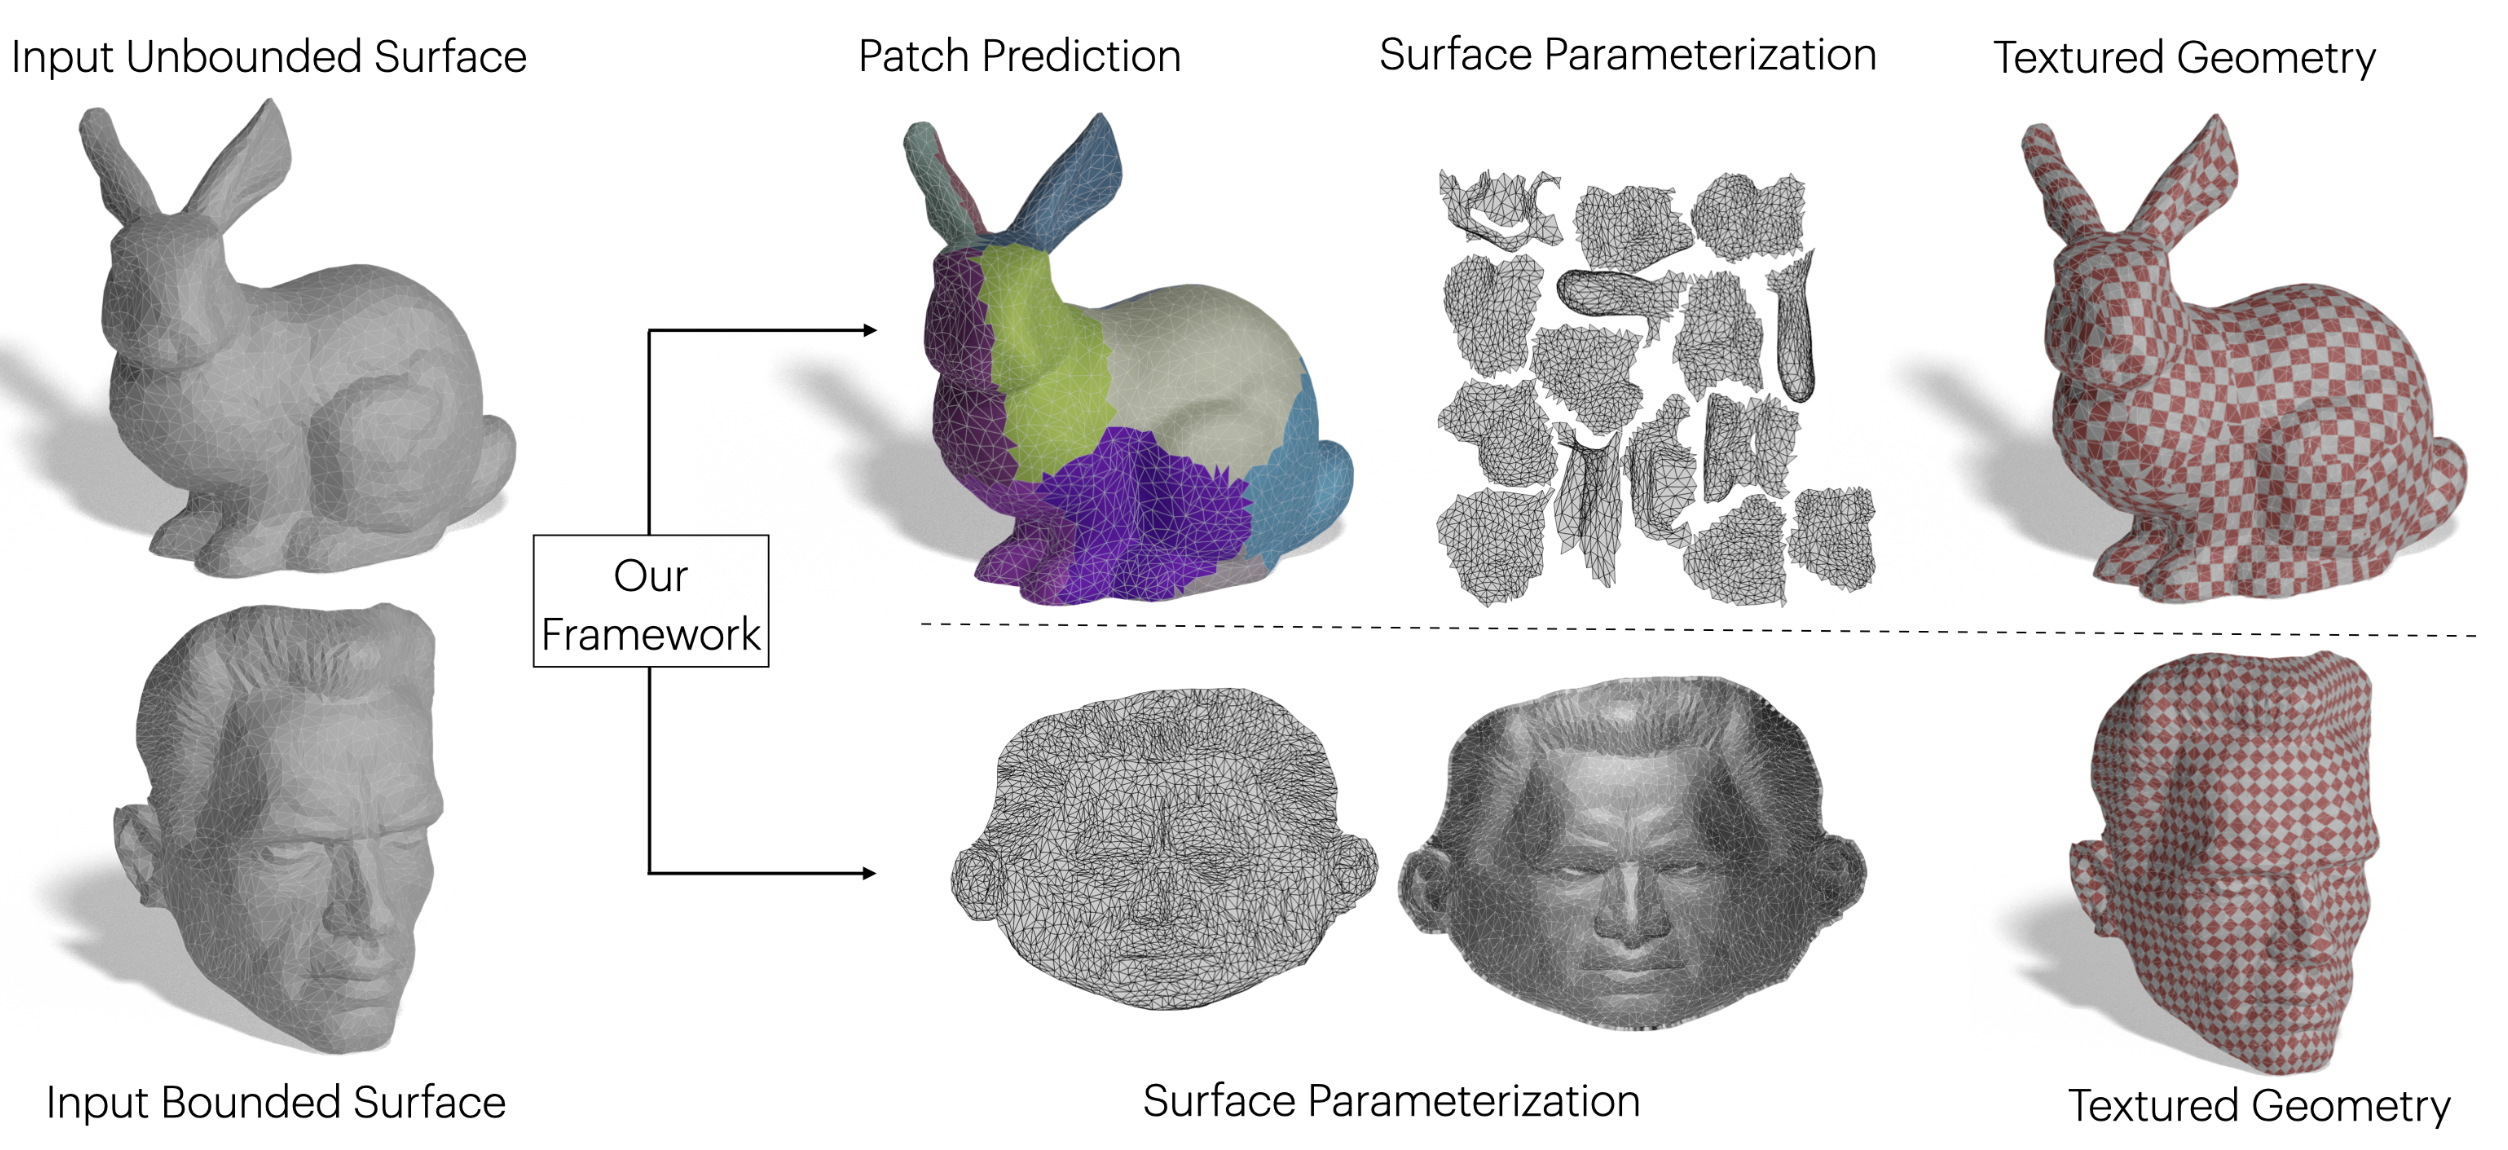 Input Unbounded Surface
Patch Prediction
Surface Parameterization
Textured Geometry
Our
Framework
Input Bounded Surface
Surface Parameterization
Textured Geometry